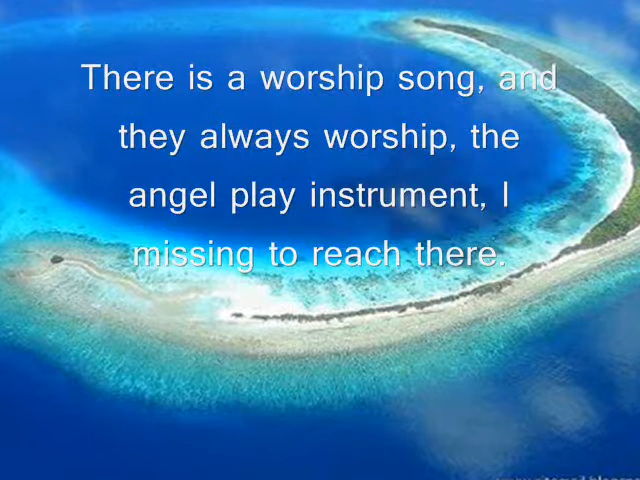 There is a worship song, and
they always worship, the
angel play instrument, I
missing to reach there.